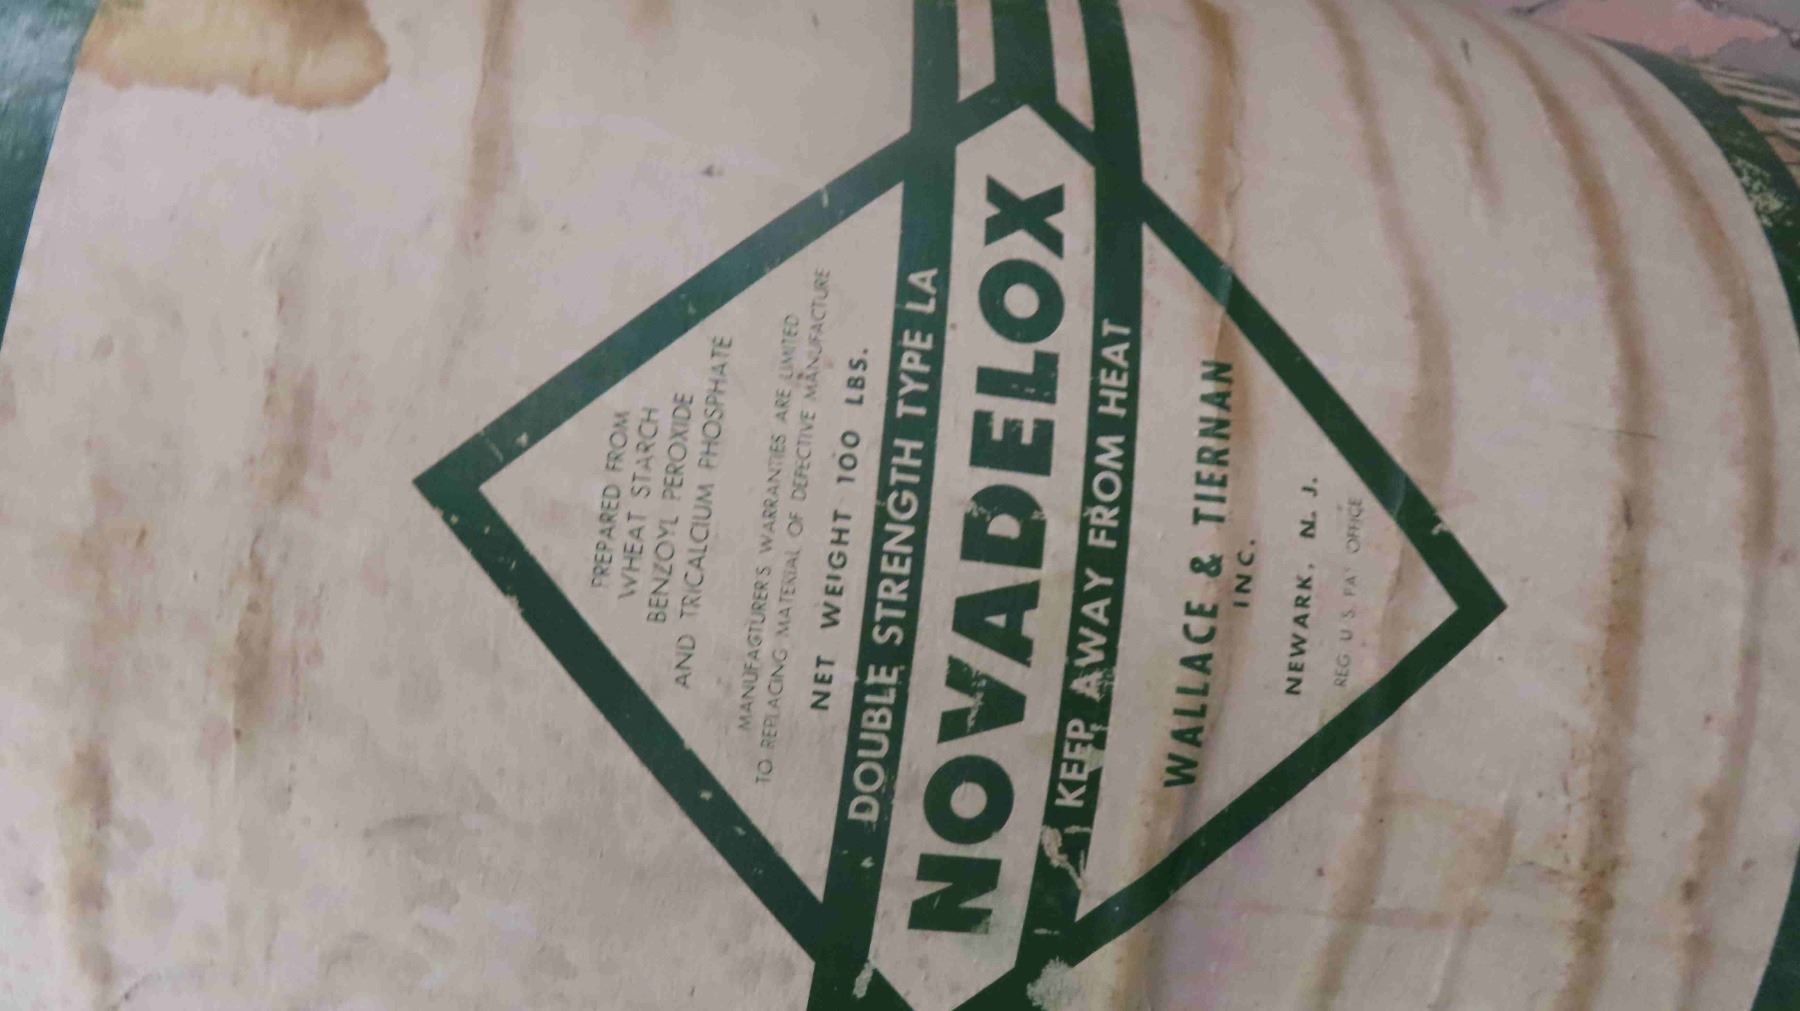 PREPARED FROM
WHEAT STARCH
BENZOYL PEROXIDE
AND TRICALCIUM PHOSPHATE
MANUFACTURER'S WARRANTIES ARE LIMITED
TO REPLACING MATERIAL OF DEFECTIVE MANUFACTURE
NET WEIGHT 100 LBS.
DOUBLE STRENGTH TYPE LA
NOVADELOX
KEEP AWAY FROM HEAT
WALLACE & TIERNAN
INC.
NEWARK, N. J.
REG U S PAT OFFICE